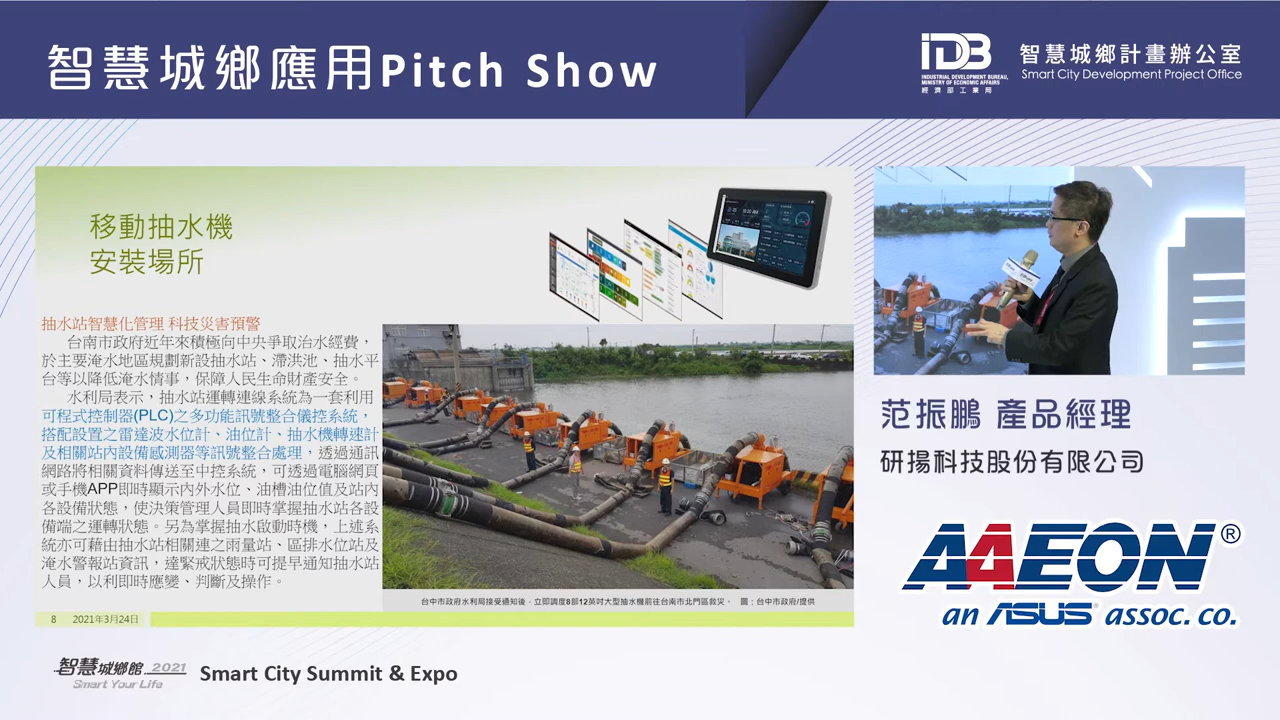 智慧城鄉應用Pitch Show
iDB
INDUSTRIAL DEVELOPMENT BUREAU,
MINISTRY OF ECONOMIC AFFAIRS
經濟部工業局
智慧城鄉計畫辦公室
Smart City Development Project Office
移動抽水機
安裝場所
抽水站智慧化管理 科技災害預警
台南市政府近年來積極向中央爭取治水經費，
於主要淹水地區規劃新設抽水站、滯洪池、抽水平
台等以降低淹水情事，保障人民生命財產安全。
水利局表示，抽水站運轉連線系統為一套利用
可程式控制器(PLC)之多功能訊號整合儀控系統，
搭配設置之雷達波水位計、油位計、抽水機轉速計
及相關站內設備感測器等訊號整合處理，透過通訊
網路將相關資料傳送至中控系統，可透過電腦網頁
或手機APP即時顯示內外水位、油槽油位值及站內
各設備狀態，使決策管理人員即時掌握抽水站各設
備端之運轉狀態。另為掌握抽水啟動時機，上述系
統亦可藉由抽水站相關連之雨量站、區排水位站及
淹水警報站資訊，達緊戒狀態時可提早通知抽水站
人員，以利即時應變、判斷及操作。
台中市政府水利局接受通知後，立即調度8部12英吋大型抽水機前往台南市北門區救災。 圖：台中市政府/提供
8 2021年3月24日
范振鵬 產品經理
研揚科技股份有限公司
AAEON®
an ASUS® assoc. co.
智慧城鄉館 2021
Smart Your Life
Smart City Summit & Expo